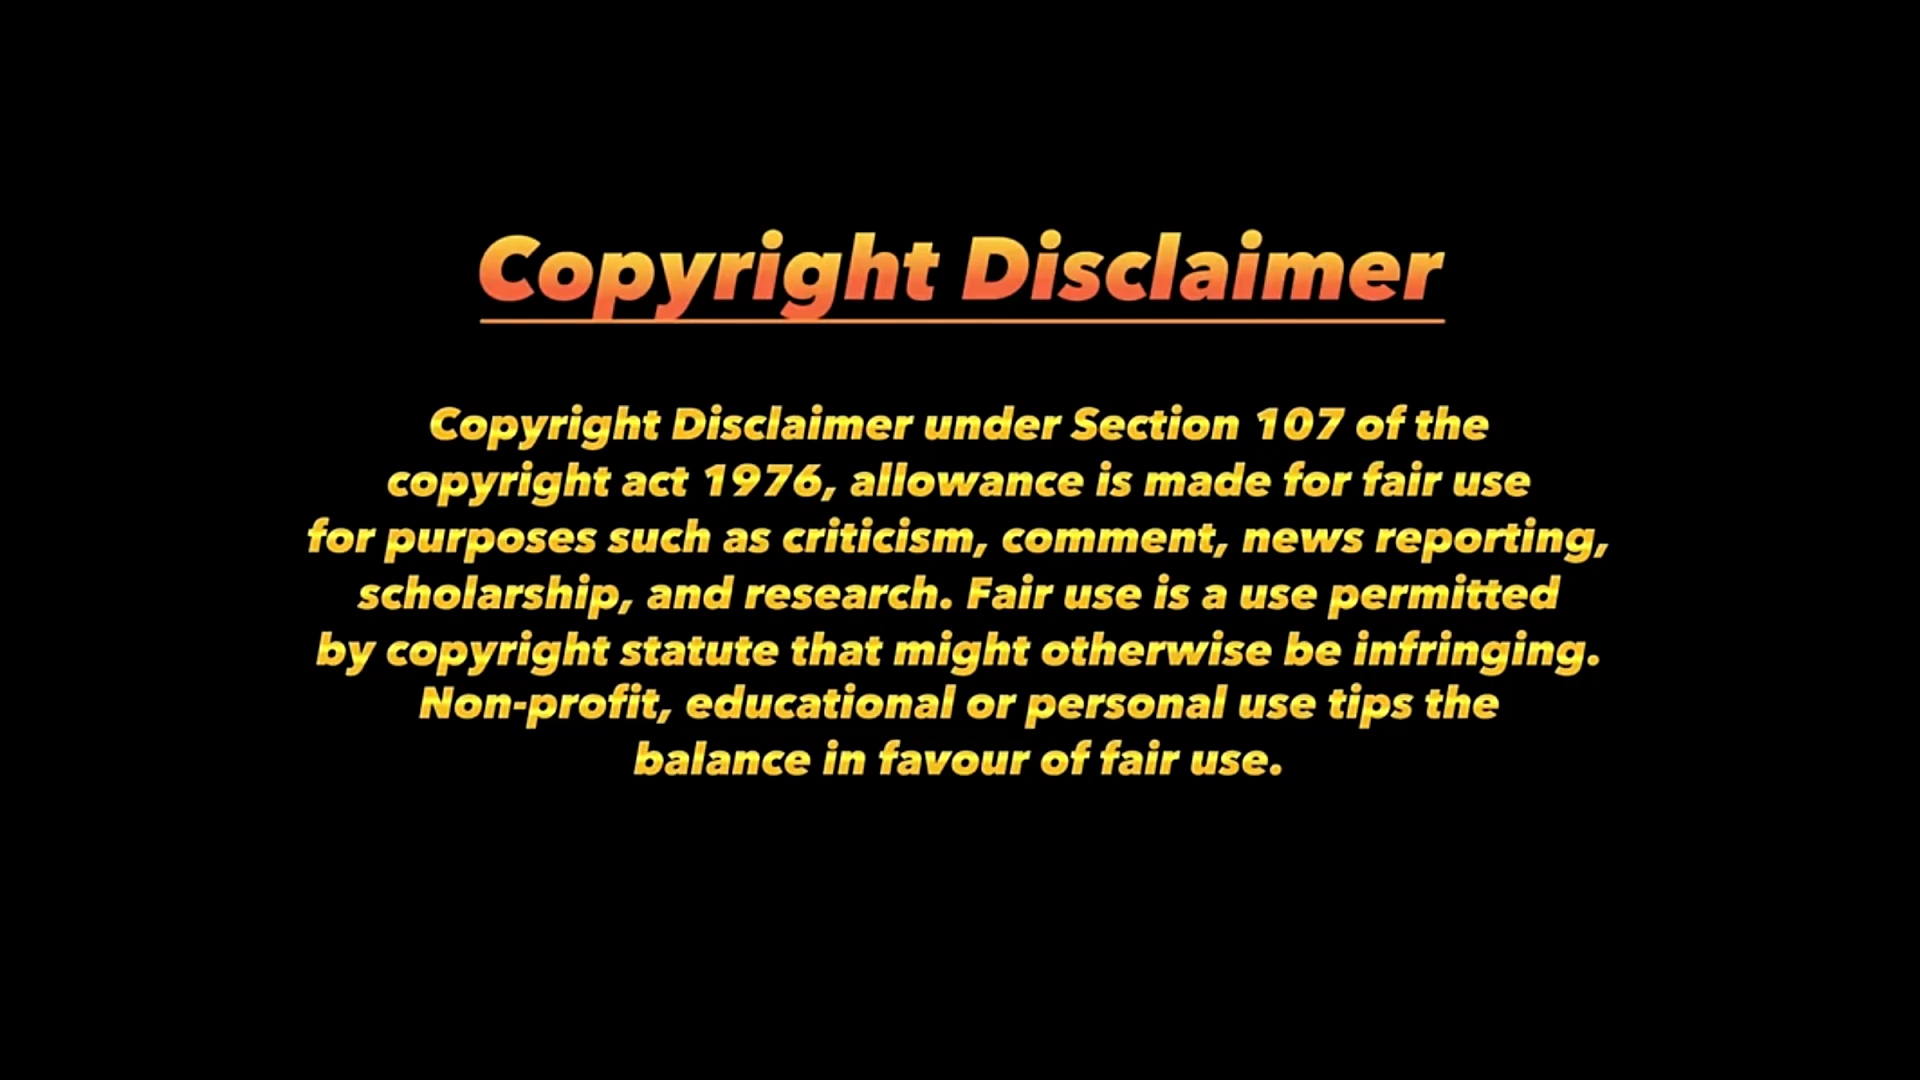 Copyright Disclaimer
Copyright Disclaimer under Section 107 of the
copyright act 1976, allowance is made for fair use
for purposes such as criticism, comment, news reporting,
scholarship, and research. Fair use is a use permitted
by copyright statute that might otherwise be infringing.
Non-profit, educational or personal use tips the
balance in favour of fair use.